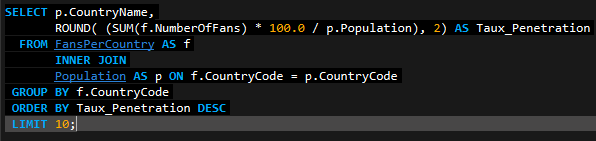 SELECT p.CountryName,
ROUND( (SUM(f.NumberOfFans) * 100.0 / p.Population), 2) AS Taux_Penetration
FROM FansPerCountry AS f
INNER JOIN
Population AS p ON f.CountryCode = p.CountryCode
GROUP BY f.CountryCode
ORDER BY Taux_Penetration DESC
LIMIT 10;